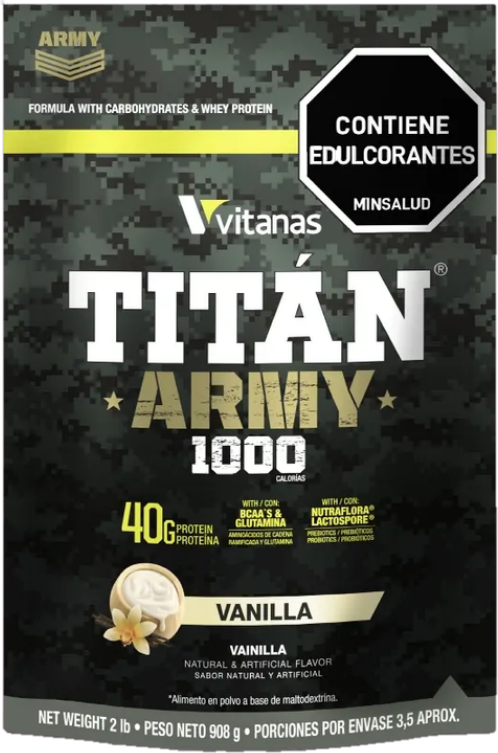 ARMY
FORMULA WITH CARBOHYDRATES & WHEY PROTEIN
CONTIENE
EDULCORANTES
MINSALUD
Vitanas
TITÁN®
ARMY
1000
CALORÍAS
40G PROTEIN
PROTEÍNA
WITH / CON:
BCAA´S &
GLUTAMINA
AMINOÁCIDOS DE CADENA
RAMIFICADA Y GLUTAMINA
WITH / CON:
NUTRAFLORA®
LACTOSPORE®
PREBIOTICS / PREBIÓTICOS
PROBIOTICS / PROBIÓTICOS
VANILLA
VAINILLA
NATURAL & ARTIFICIAL FLAVOR
SABOR NATURAL Y ARTIFICIAL
*Alimento en polvo a base de maltodextrina.
NET WEIGHT 2 lb • PESO NETO 908 g • PORCIONES POR ENVASE 3,5 APROX.